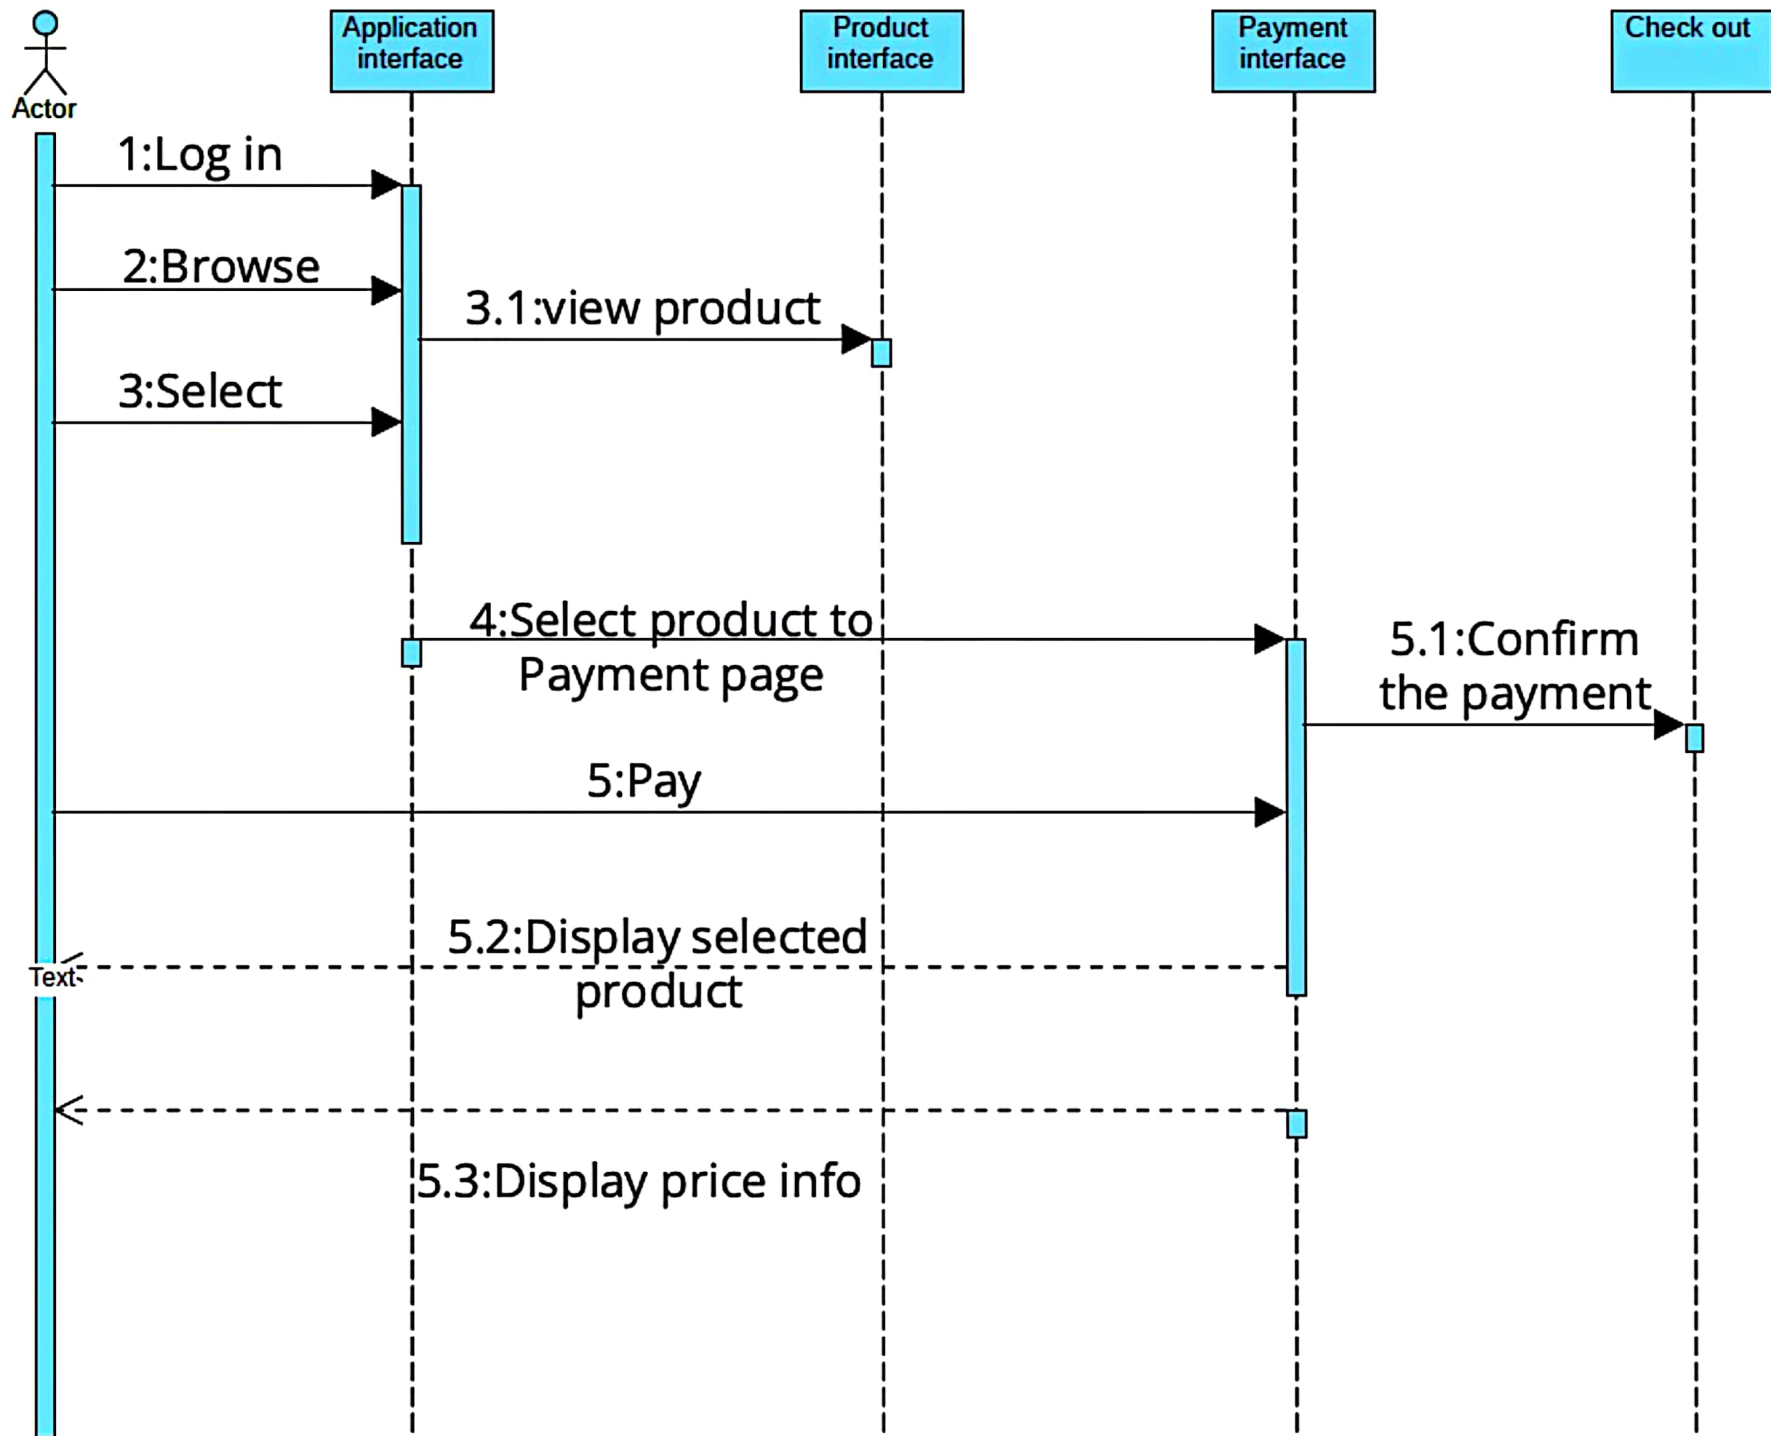 Actor
Application
interface
Product
interface
Payment
interface
Check out
1:Log in
2:Browse
3.1:view product
3:Select
4:Select product to
Payment page
5.1:Confirm
the payment
5:Pay
5.2:Display selected
product
Text
5.3:Display price info